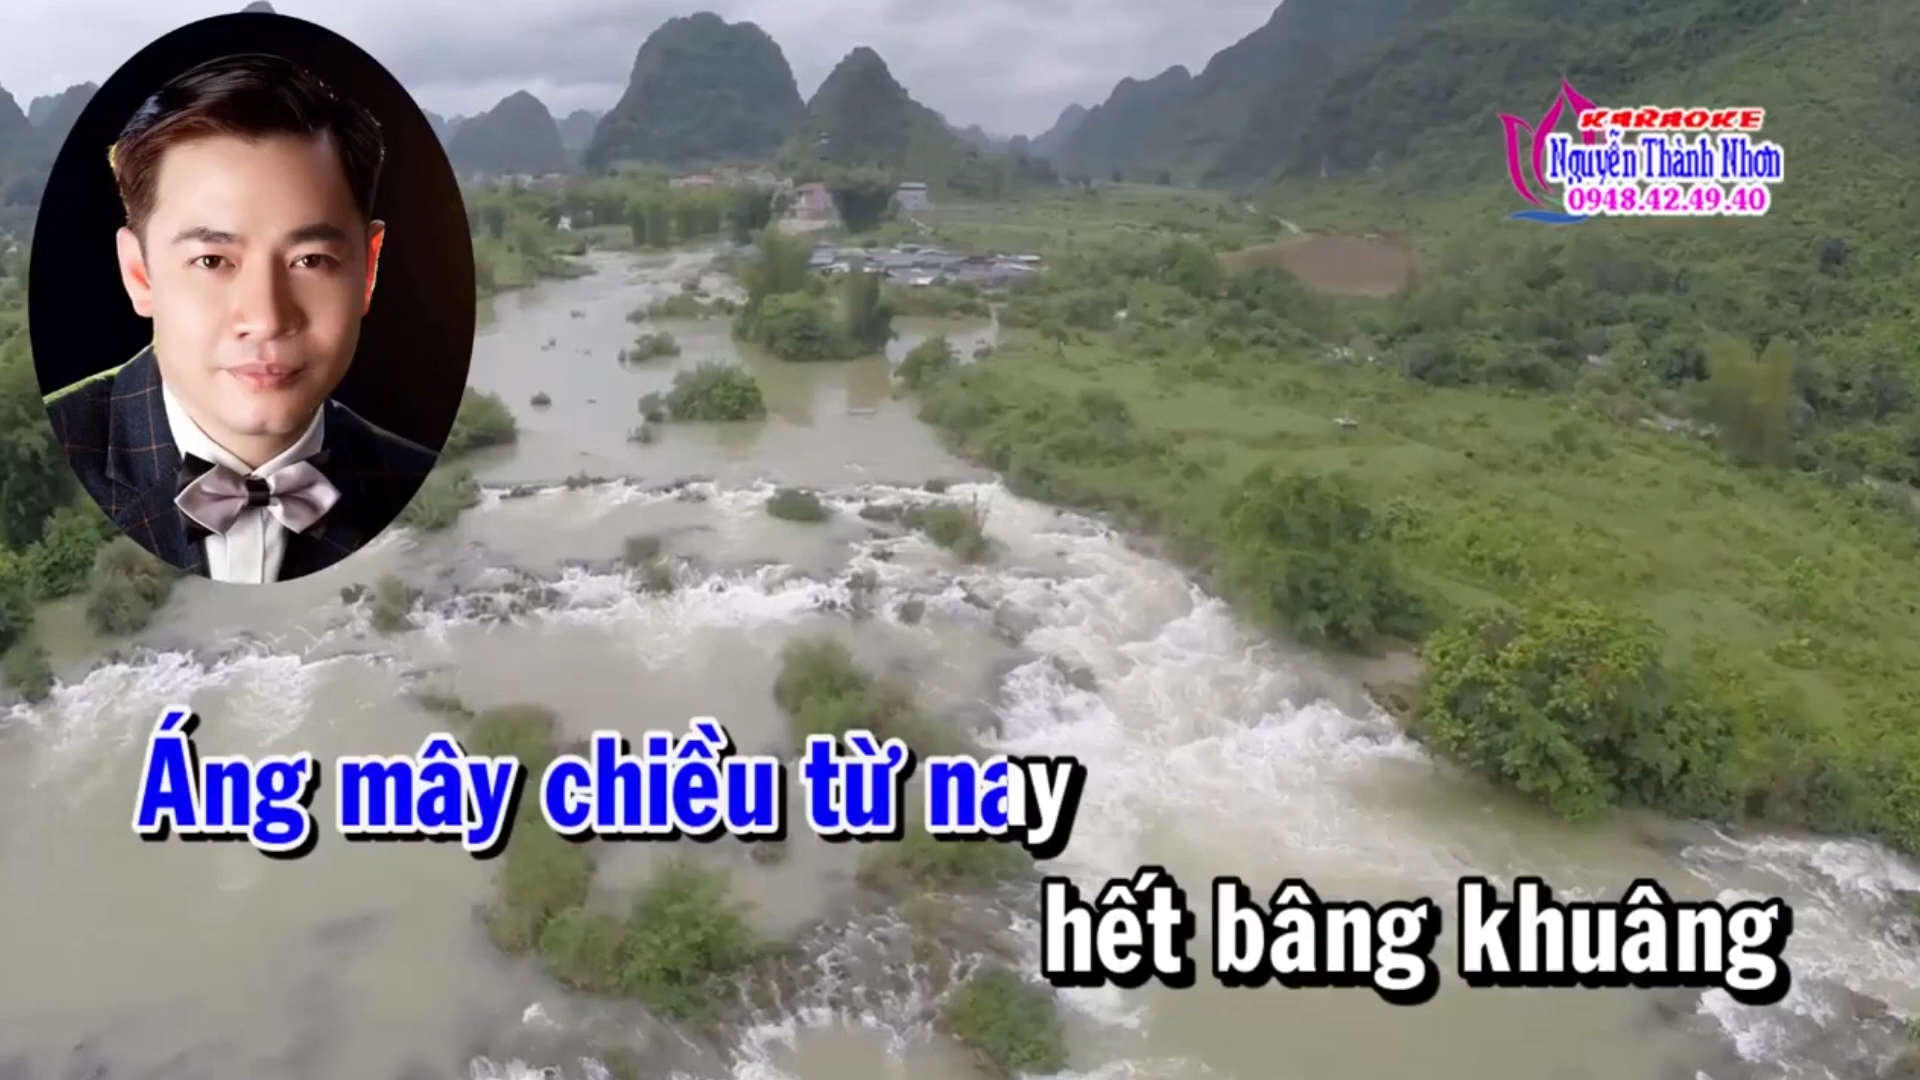 KARAOKE
Nguyễn Thành Nhơn
0948.42.49.40
Áng mây chiều từ nay
hết bâng khuâng